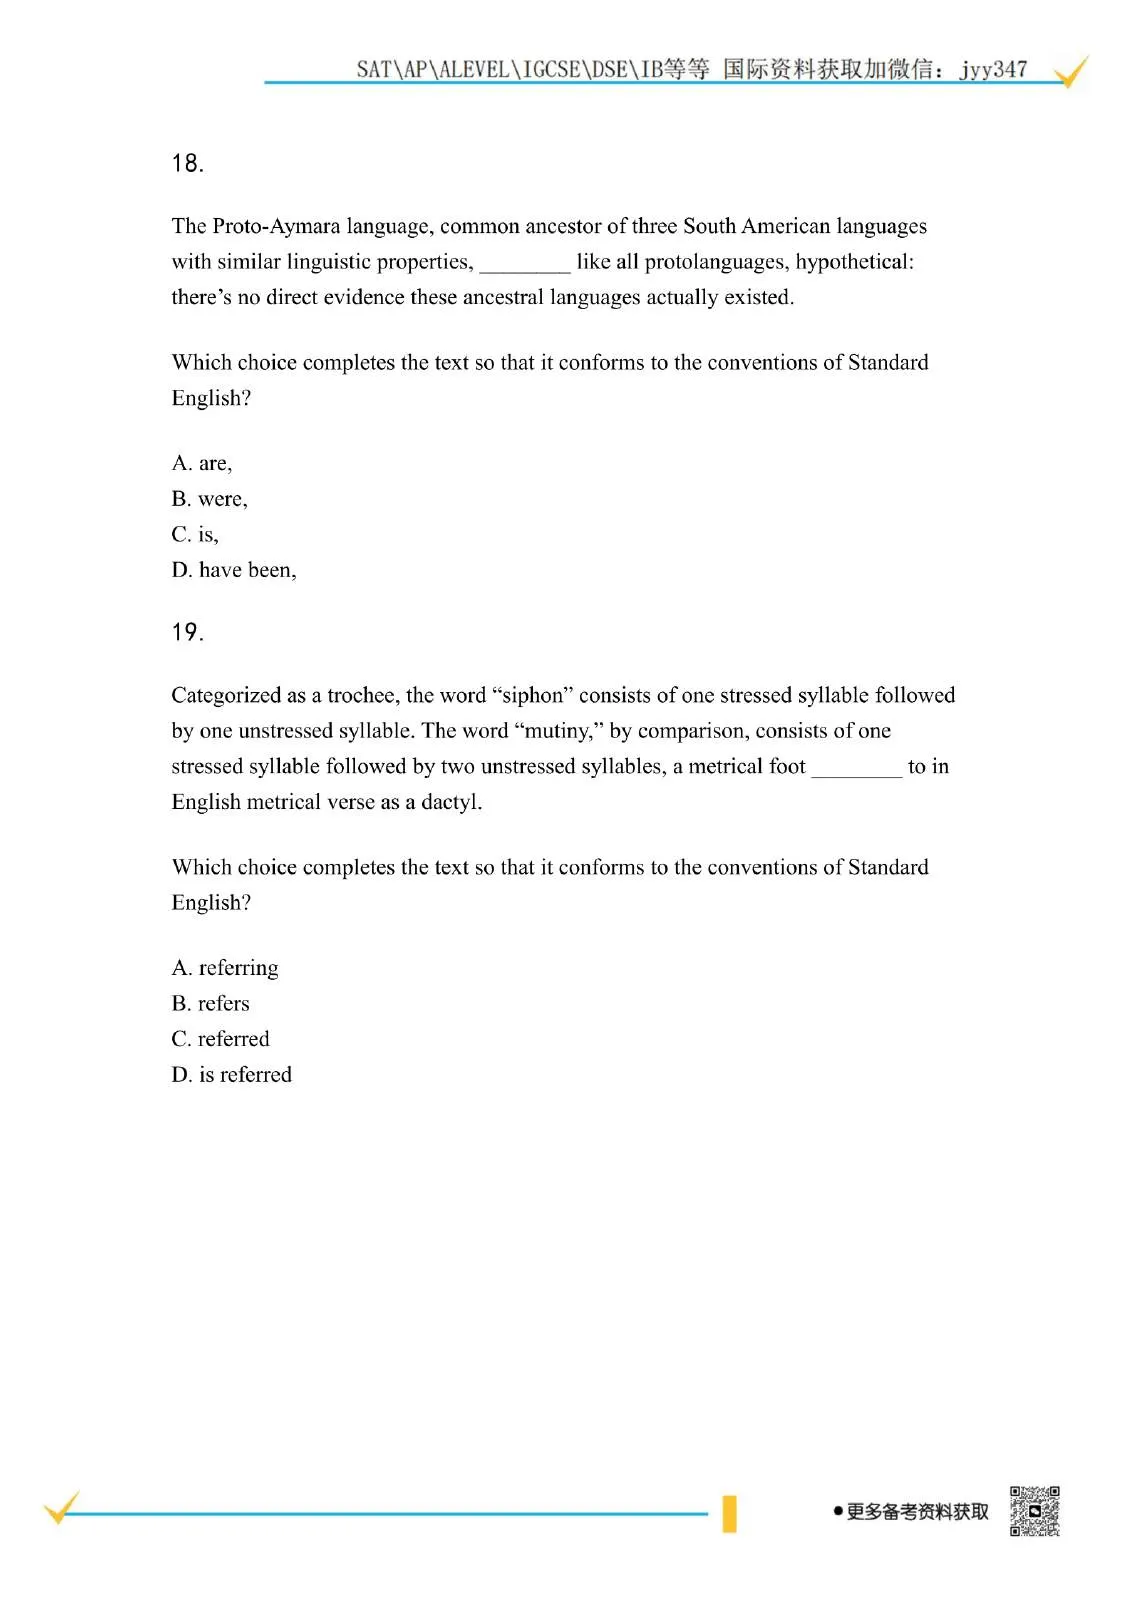 SAT\AP\ALEVEL\IGCSE\DSE\IB等等 国际资料获取加微信：jyy347
18.
The Proto-Aymara language, common ancestor of three South American languages
with similar linguistic properties, ________ like all protolanguages, hypothetical:
there’s no direct evidence these ancestral languages actually existed.
Which choice completes the text so that it conforms to the conventions of Standard
English?
A. are,
B. were,
C. is,
D. have been,
19.
Categorized as a trochee, the word “siphon” consists of one stressed syllable followed
by one unstressed syllable. The word “mutiny,” by comparison, consists of one
stressed syllable followed by two unstressed syllables, a metrical foot ________ to in
English metrical verse as a dactyl.
Which choice completes the text so that it conforms to the conventions of Standard
English?
A. referring
B. refers
C. referred
D. is referred
●更多备考资料获取